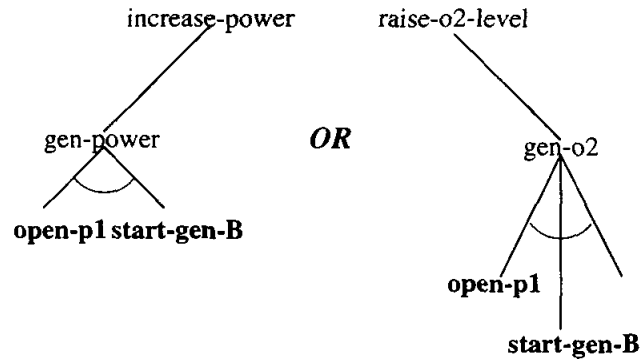 increase-power
raise-o2-level
gen-power
OR
gen-o2
open-p1 start-gen-B
open-p1
start-gen-B